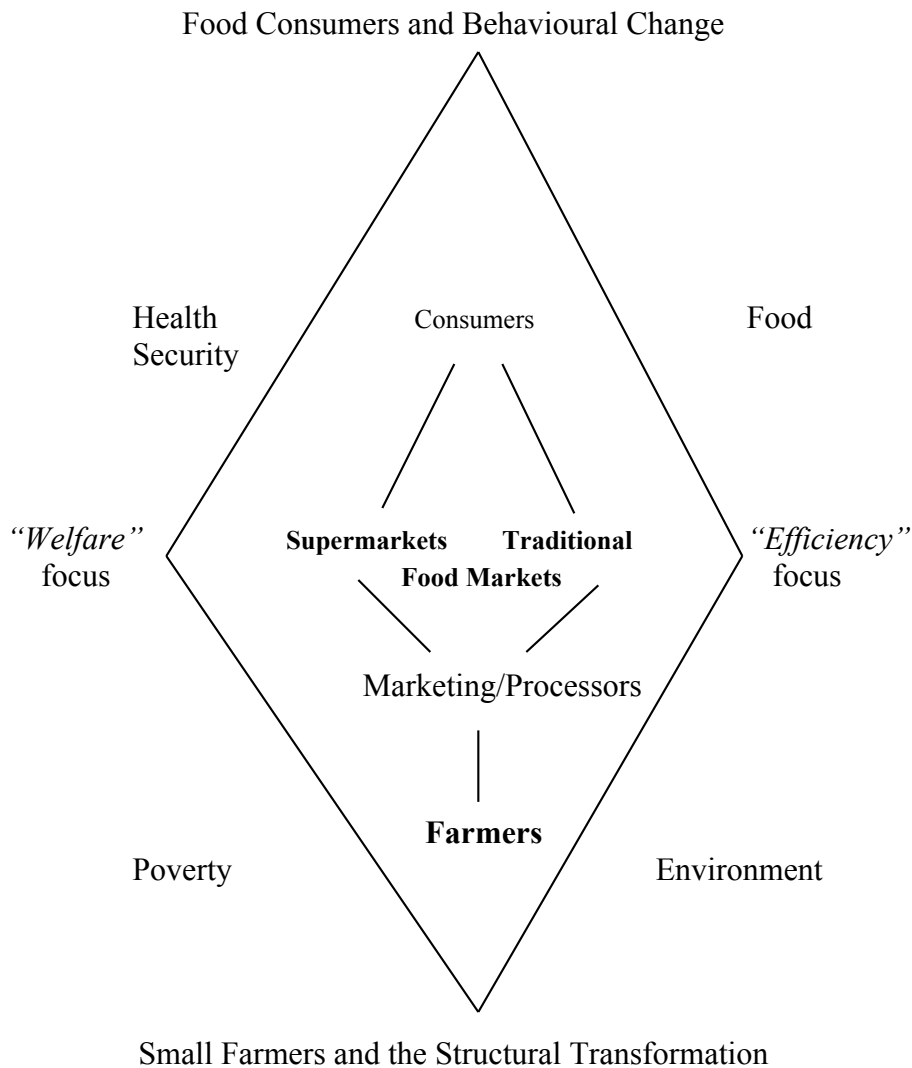 Food Consumers and Behavioural Change
Health
Security
Consumers
Food
“Welfare”
focus
Supermarkets
Traditional
Food Markets
“Efficiency”
focus
Marketing/Processors
Farmers
Poverty
Environment
Small Farmers and the Structural Transformation